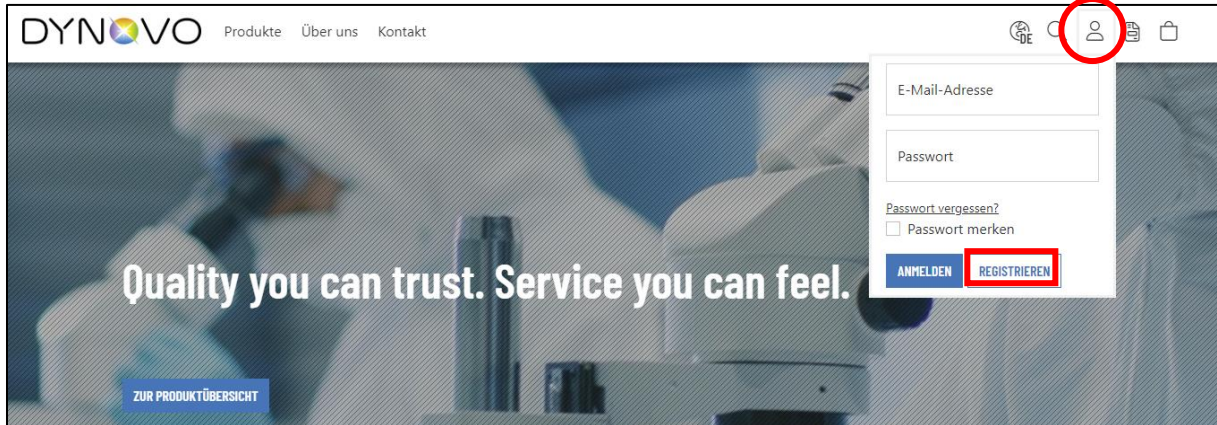 DYNOVO Produkte Über uns Kontakt DE
E-Mail-Adresse
Passwort
Passwort vergessen?
Passwort merken
ANMELDEN REGISTRIEREN
Quality you can trust. Service you can feel.
ZUR PRODUKTÜBERSICHT